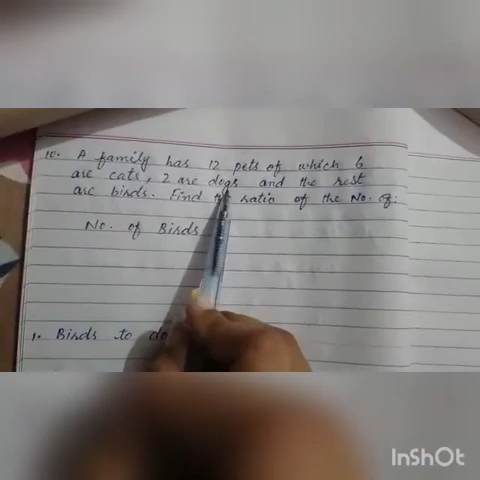 10. A family has 12 pets of which 6
are cats, 2 are dogs and the rest
are birds. Find ratio of the No. of:
No. of Birds
1. Birds to do
InShOt